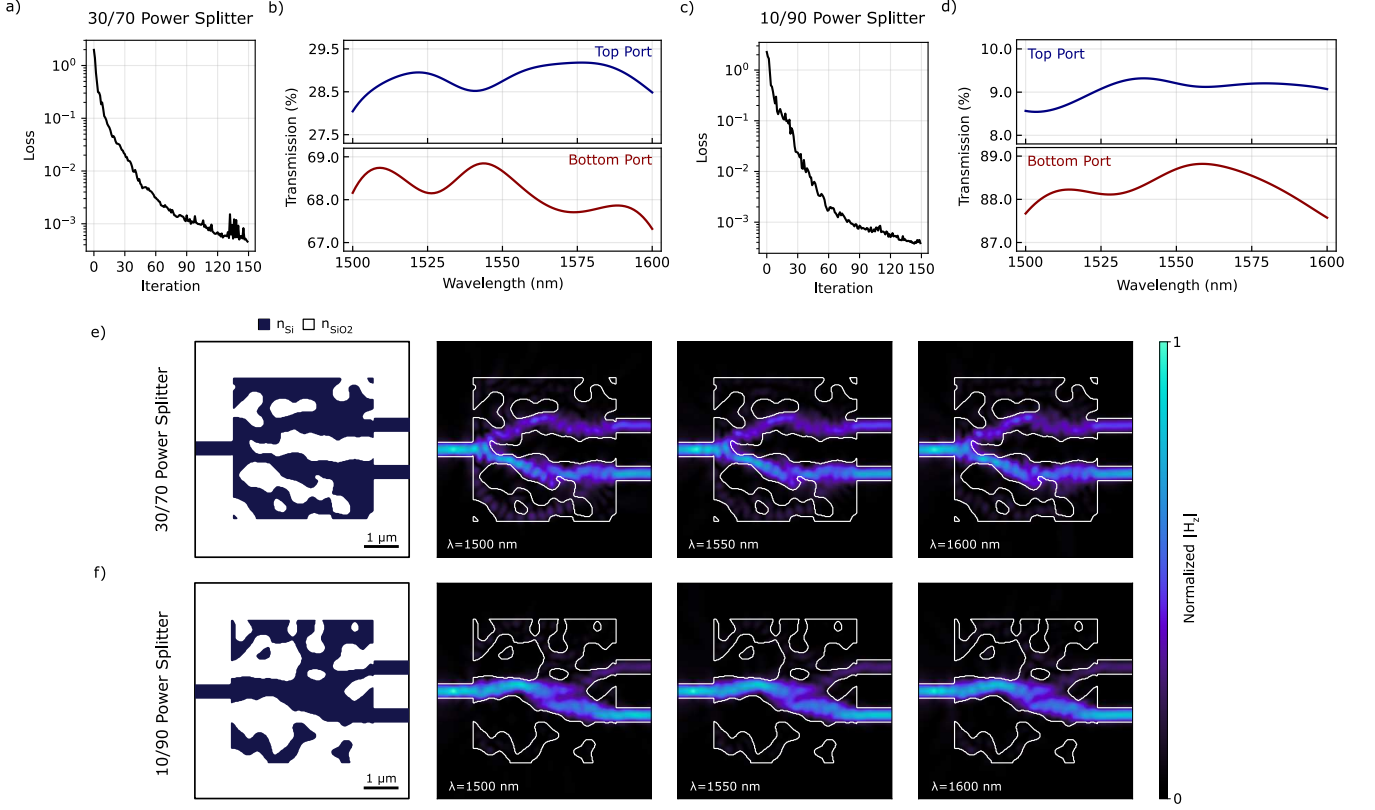 a)
30/70 Power Splitter
b)
c)
10/90 Power Splitter
d)
10⁰
10⁻¹
10⁻²
10⁻³
Loss
0 30 60 90 120 150
Iteration
29.5
28.5
27.5
Top Port
69.0
68.0
67.0
Bottom Port
Transmission (%)
1500 1525 1550 1575 1600
Wavelength (nm)
10⁰
10⁻¹
10⁻²
10⁻³
Loss
0 30 60 90 120 150
Iteration
10.0
9.0
8.0
Top Port
89.0
88.0
87.0
Bottom Port
Transmission (%)
1500 1525 1550 1575 1600
Wavelength (nm)
e)
n_Si n_SiO2
30/70 Power Splitter
1 μm
λ=1500 nm
λ=1550 nm
λ=1600 nm
f)
10/90 Power Splitter
1 μm
λ=1500 nm
λ=1550 nm
λ=1600 nm
1
Normalized |H_z|
0